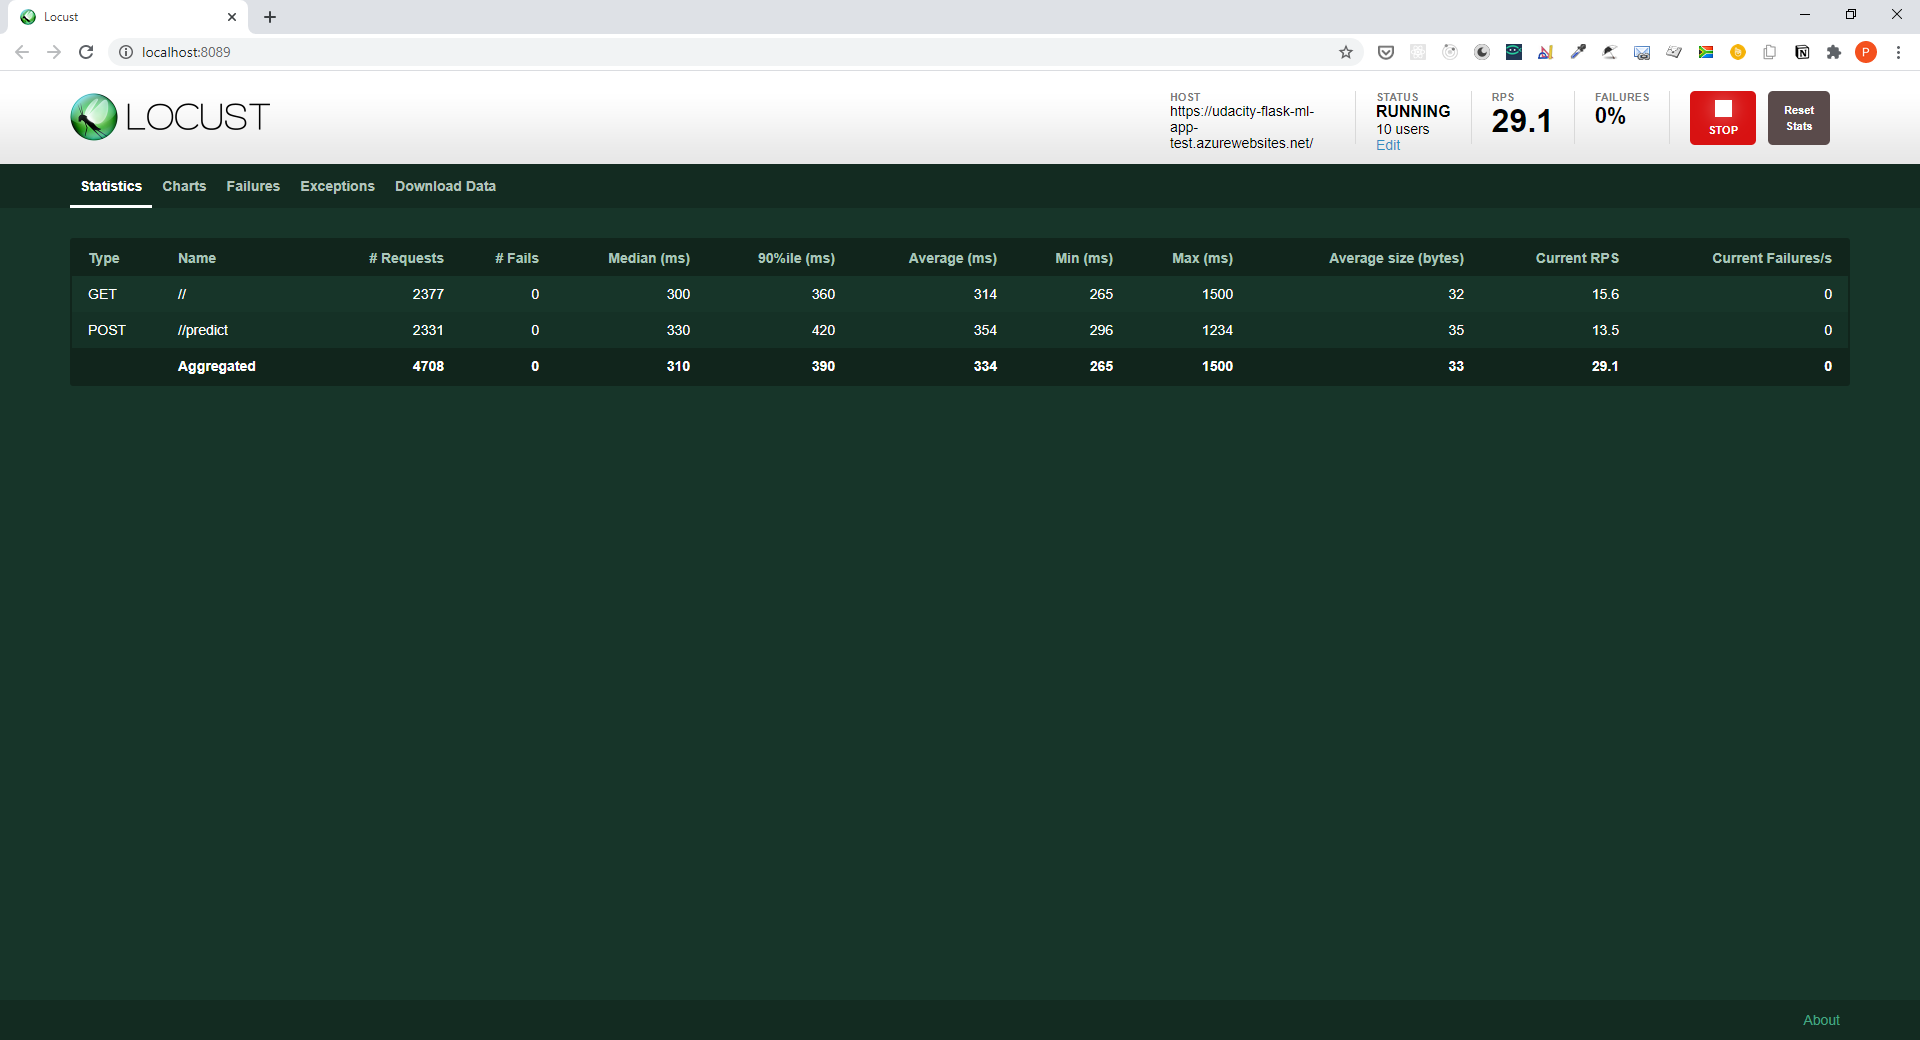 Locust
localhost:8089
P
LOCUST
HOST
https://udacity-flask-ml-
app-
test.azurewebsites.net/
STATUS
RUNNING
10 users
Edit
RPS
29.1
FAILURES
0%
STOP
Reset
Stats
Statistics Charts Failures Exceptions Download Data
Type Name # Requests # Fails Median (ms) 90%ile (ms) Average (ms) Min (ms) Max (ms) Average size (bytes) Current RPS Current Failures/s
GET // 2377 0 300 360 314 265 1500 32 15.6 0
POST //predict 2331 0 330 420 354 296 1234 35 13.5 0
Aggregated 4708 0 310 390 334 265 1500 33 29.1 0
About